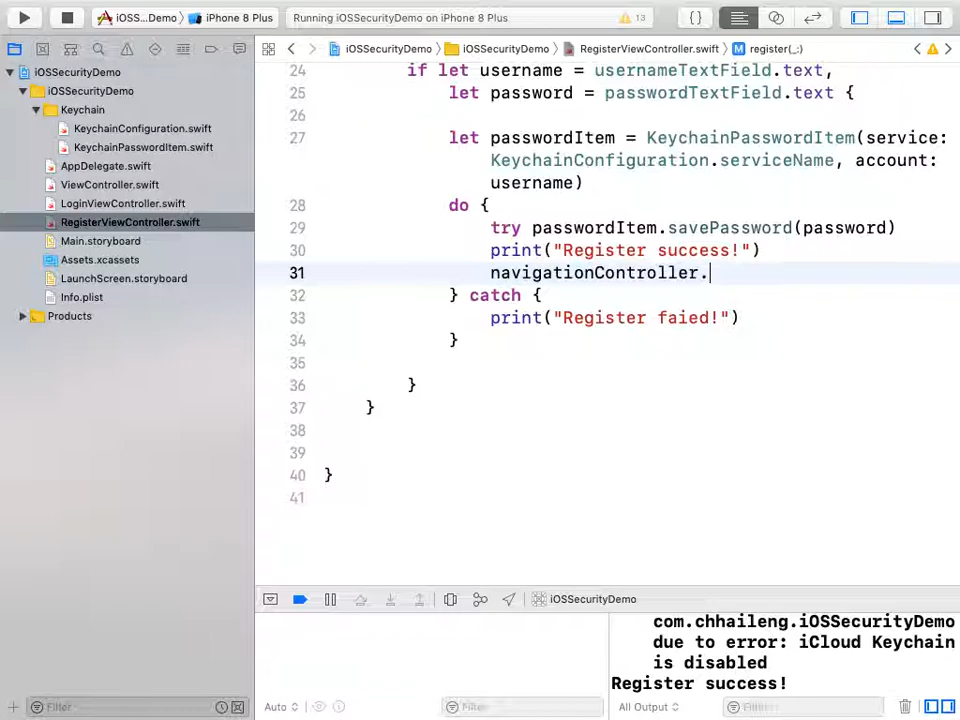 iOSS...Demo 〉 iPhone 8 Plus
Running iOSSecurityDemo on iPhone 8 Plus
13
{ }
iOSSecurityDemo 〉 iOSSecurityDemo 〉 RegisterViewController.swift 〉 M register(_:)
iOSSecurityDemo
iOSSecurityDemo
Keychain
KeychainConfiguration.swift
KeychainPasswordItem.swift
AppDelegate.swift
ViewController.swift
LoginViewController.swift
RegisterViewController.swift
Main.storyboard
Assets.xcassets
LaunchScreen.storyboard
Info.plist
Products
Filter
24 if let username = usernameTextField.text,
25 let password = passwordTextField.text {
26
27 let passwordItem = KeychainPasswordItem(service:
KeychainConfiguration.serviceName, account:
username)
28 do {
29 try passwordItem.savePassword(password)
30 print("Register success!")
31 navigationController.
32 } catch {
33 print("Register faied!")
34 }
35
36 }
37 }
38
39
40 }
41
iOSSecurityDemo
Auto
Filter
com.chhaileng.iOSSecurityDemo
due to error: iCloud Keychain
is disabled
Register success!
All Output
Filter